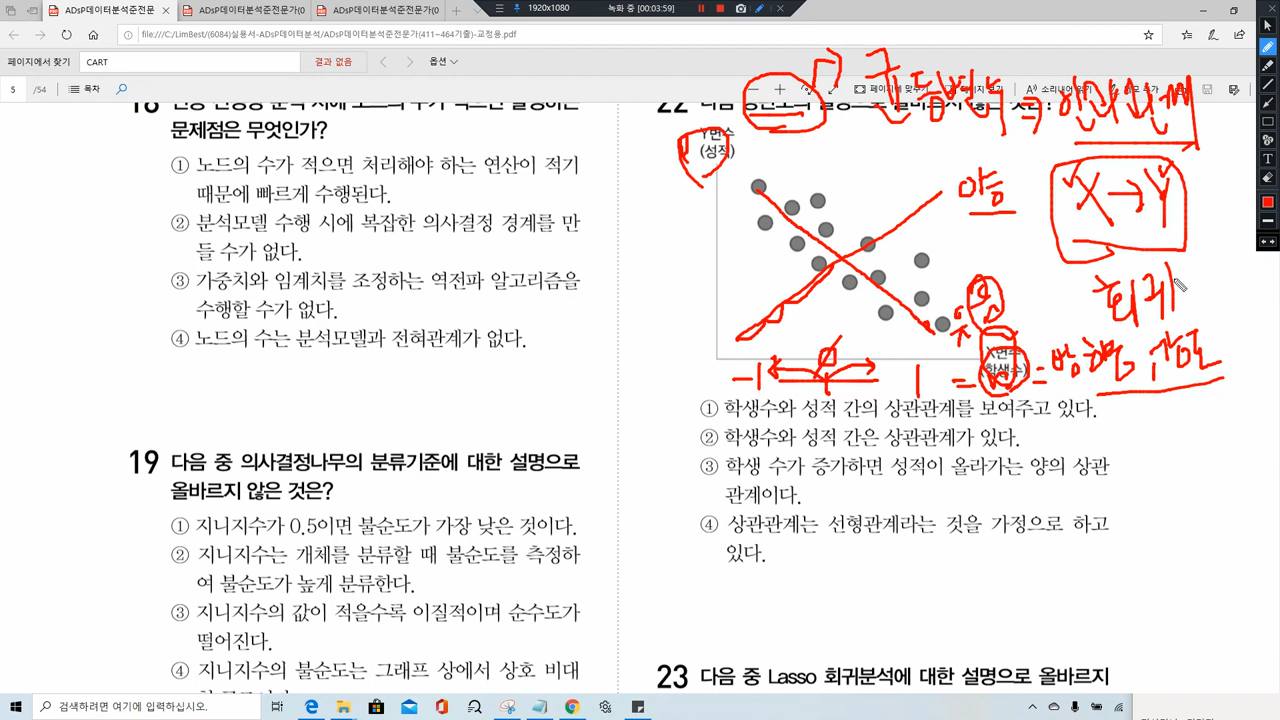 ADsP데이터분석준전문
ADsP데이터분석준전문가(0
ADsP데이터분석준전문가(0
1920x1080
녹화 중 [00:03:59]
file:///C:/LimBest/(6084)실용서-ADsP데이터분석/ADsP데이터분석준전문가(411~464기출)-교정용.pdf
페이지에서 찾기
CART
결과 없음
옵션
5
/54
목차
페이지에 맞추기
소리내어 읽기
문제점은 무엇인가?
① 노드의 수가 적으면 처리해야 하는 연산이 적기
때문에 빠르게 수행된다.
② 분석모델 수행 시에 복잡한 의사결정 경계를 만
들 수가 없다.
③ 가중치와 임계치를 조정하는 역전파 알고리즘을
수행할 수가 없다.
④ 노드의 수는 분석모델과 전혀관계가 없다.
19 다음 중 의사결정나무의 분류기준에 대한 설명으로
올바르지 않은 것은?
① 지니지수가 0.5이면 불순도가 가장 낮은 것이다.
② 지니지수는 개체를 분류할 때 불순도를 측정하
여 불순도가 높게 분류한다.
③ 지니지수의 값이 적을수록 이질적이며 순수도가
떨어진다.
④ 지니지수의 불순도는 그래프 상에서 상호 비대
22
Y변수
(성적)
X변수
(학생수)
X → Y
회귀
-1
1
① 학생수와 성적 간의 상관관계를 보여주고 있다.
② 학생수와 성적 간은 상관관계가 있다.
③ 학생 수가 증가하면 성적이 올라가는 양의 상관
관계이다.
④ 상관관계는 선형관계라는 것을 가정으로 하고
있다.
23 다음 중 Lasso 회귀분석에 대한 설명으로 올바르지
검색하려면 여기에 입력하십시오.